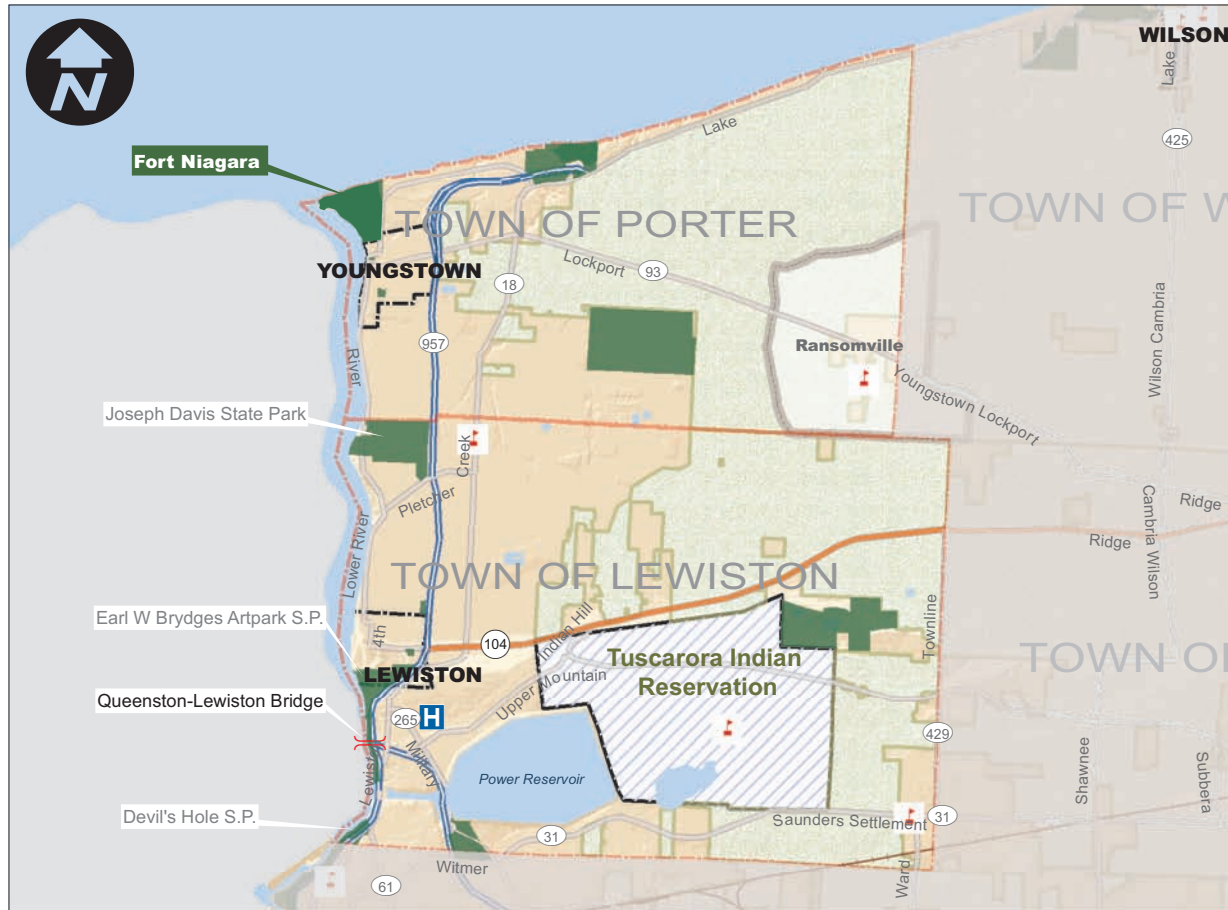 N
WILSON
Lake
425
Lake
Fort Niagara
TOWN OF PORTER
TOWN OF W
YOUNGSTOWN
Lockport
93
18
957
River
Ransomville
Youngstown Lockport
Wilson Cambria
Joseph Davis State Park
Creek
Pletcher
Ridge
Ridge
Cambria Wilson
Lower River
TOWN OF LEWISTON
Earl W Brydges Artpark S.P.
4th
104
Indian Hill
Townline
TOWN OF
Tuscarora Indian
Reservation
LEWISTON
Upper Mountain
Queenston-Lewiston Bridge
265
H
429
Military
Lewist
Power Reservoir
Shawnee
Subbera
Devil's Hole S.P.
31
Saunders Settlement
31
Witmer
61
Ward